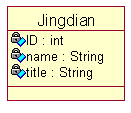 Jingdian
ID : int
name : String
title : String